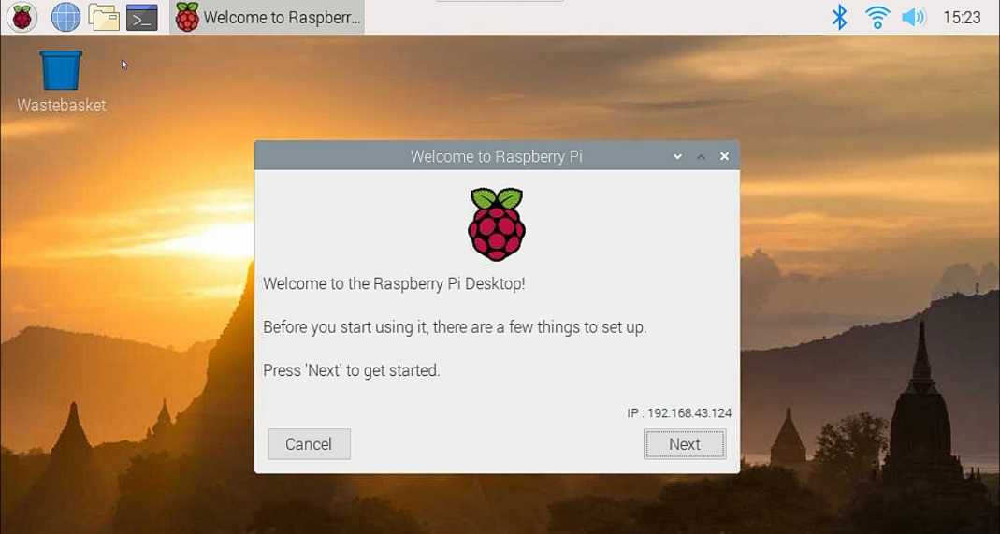 Welcome to Raspberr...
15:23
Wastebasket
Welcome to Raspberry Pi
Welcome to the Raspberry Pi Desktop!
Before you start using it, there are a few things to set up.
Press 'Next' to get started.
IP : 192.168.43.124
Cancel
Next